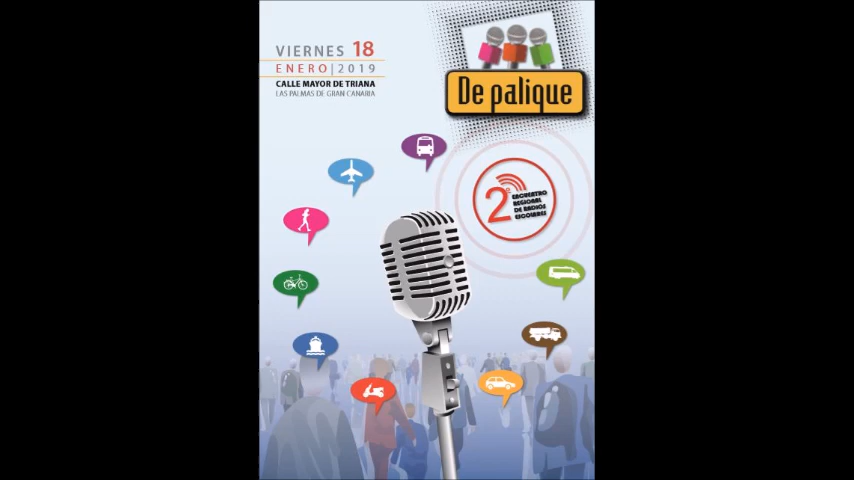 VIERNES 18
ENERO|2019
CALLE MAYOR DE TRIANA
LAS PALMAS DE GRAN CANARIA
De palique
2º ENCUENTRO
REGIONAL
DE RADIOS
ESCOLARES